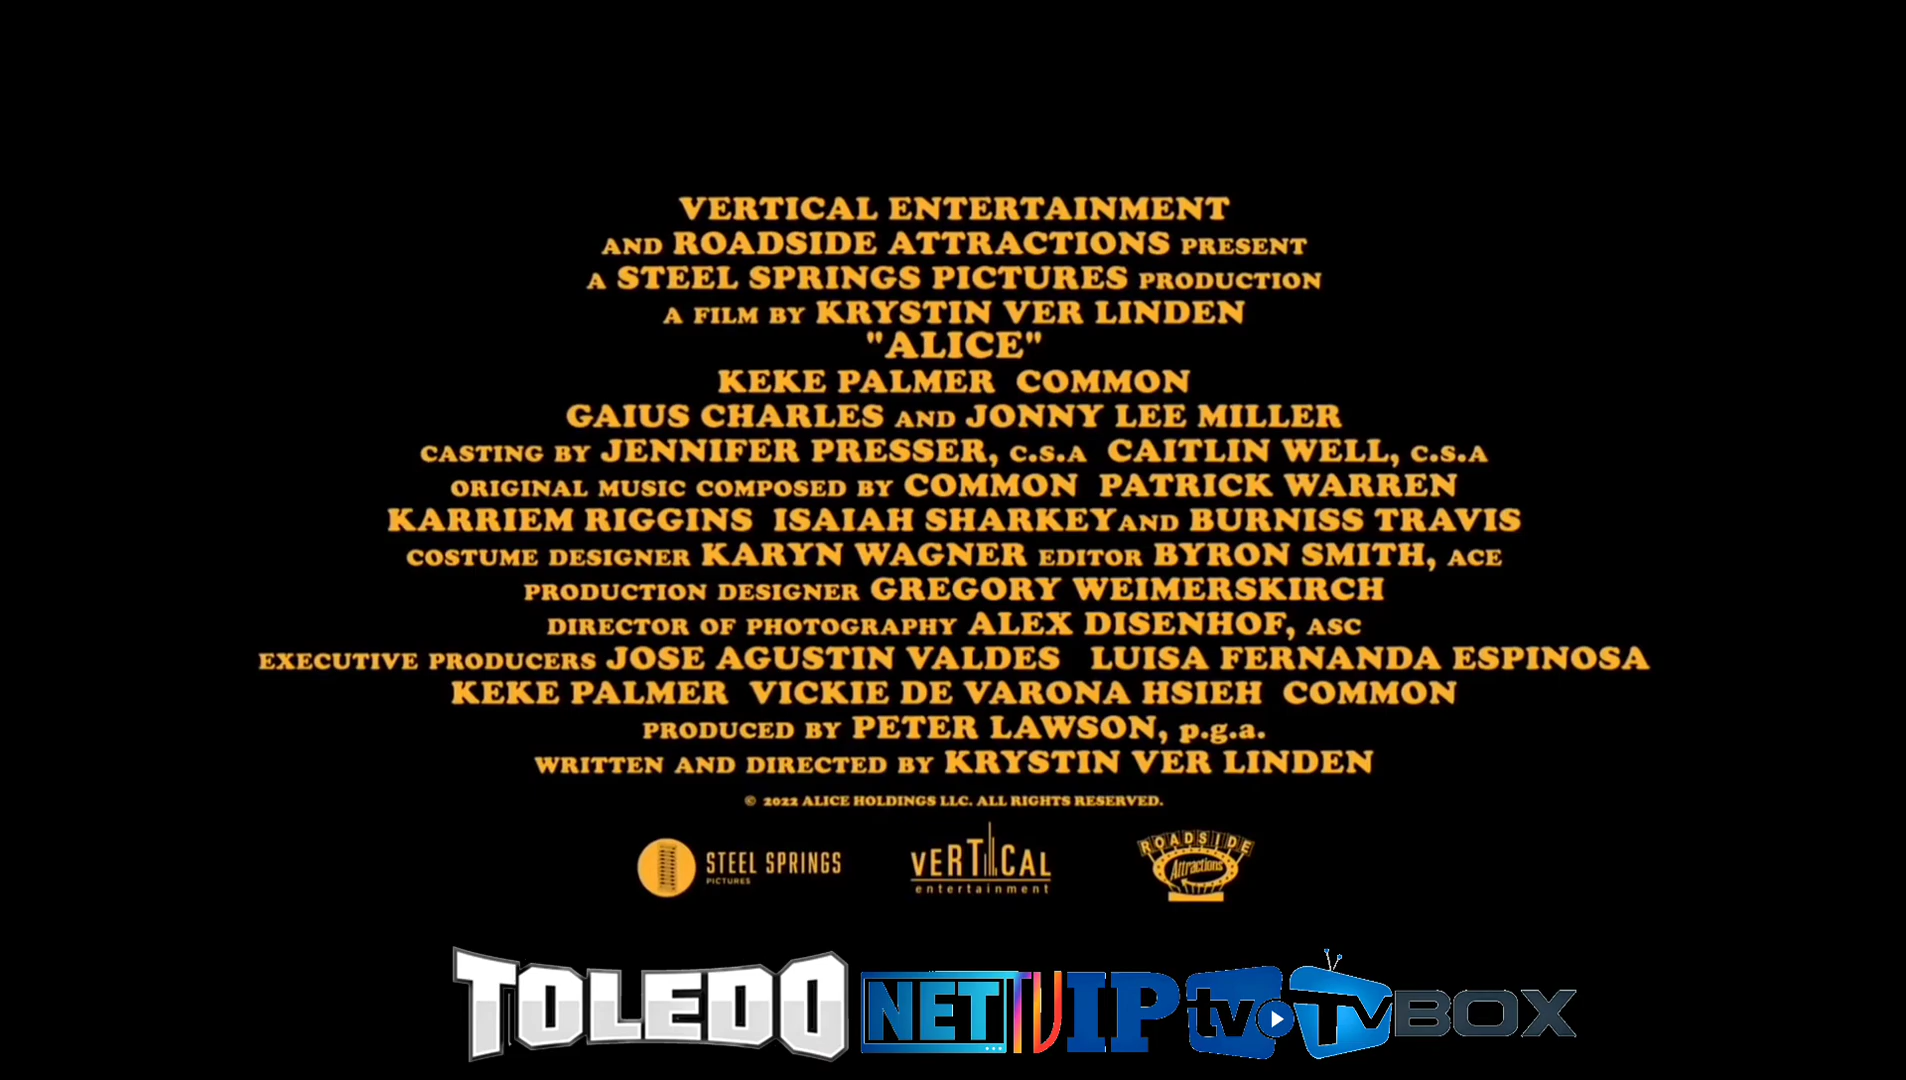 VERTICAL ENTERTAINMENT
AND ROADSIDE ATTRACTIONS PRESENT
A STEEL SPRINGS PICTURES PRODUCTION
A FILM BY KRYSTIN VER LINDEN
"ALICE"
KEKE PALMER COMMON
GAIUS CHARLES AND JONNY LEE MILLER
CASTING BY JENNIFER PRESSER, C.S.A CAITLIN WELL, C.S.A
ORIGINAL MUSIC COMPOSED BY COMMON PATRICK WARREN
KARRIEM RIGGINS ISAIAH SHARKEY AND BURNISS TRAVIS
COSTUME DESIGNER KARYN WAGNER EDITOR BYRON SMITH, ACE
PRODUCTION DESIGNER GREGORY WEIMERSKIRCH
DIRECTOR OF PHOTOGRAPHY ALEX DISENHOF, ASC
EXECUTIVE PRODUCERS JOSE AGUSTIN VALDES LUISA FERNANDA ESPINOSA
KEKE PALMER VICKIE DE VARONA HSIEH COMMON
PRODUCED BY PETER LAWSON, p.g.a.
WRITTEN AND DIRECTED BY KRYSTIN VER LINDEN
© 2022 ALICE HOLDINGS LLC. ALL RIGHTS RESERVED.
STEEL SPRINGS
PICTURES
VERTICAL
entertainment
ROADSIDE
Attractions
TOLEDO NET TV IP tv TV BOX